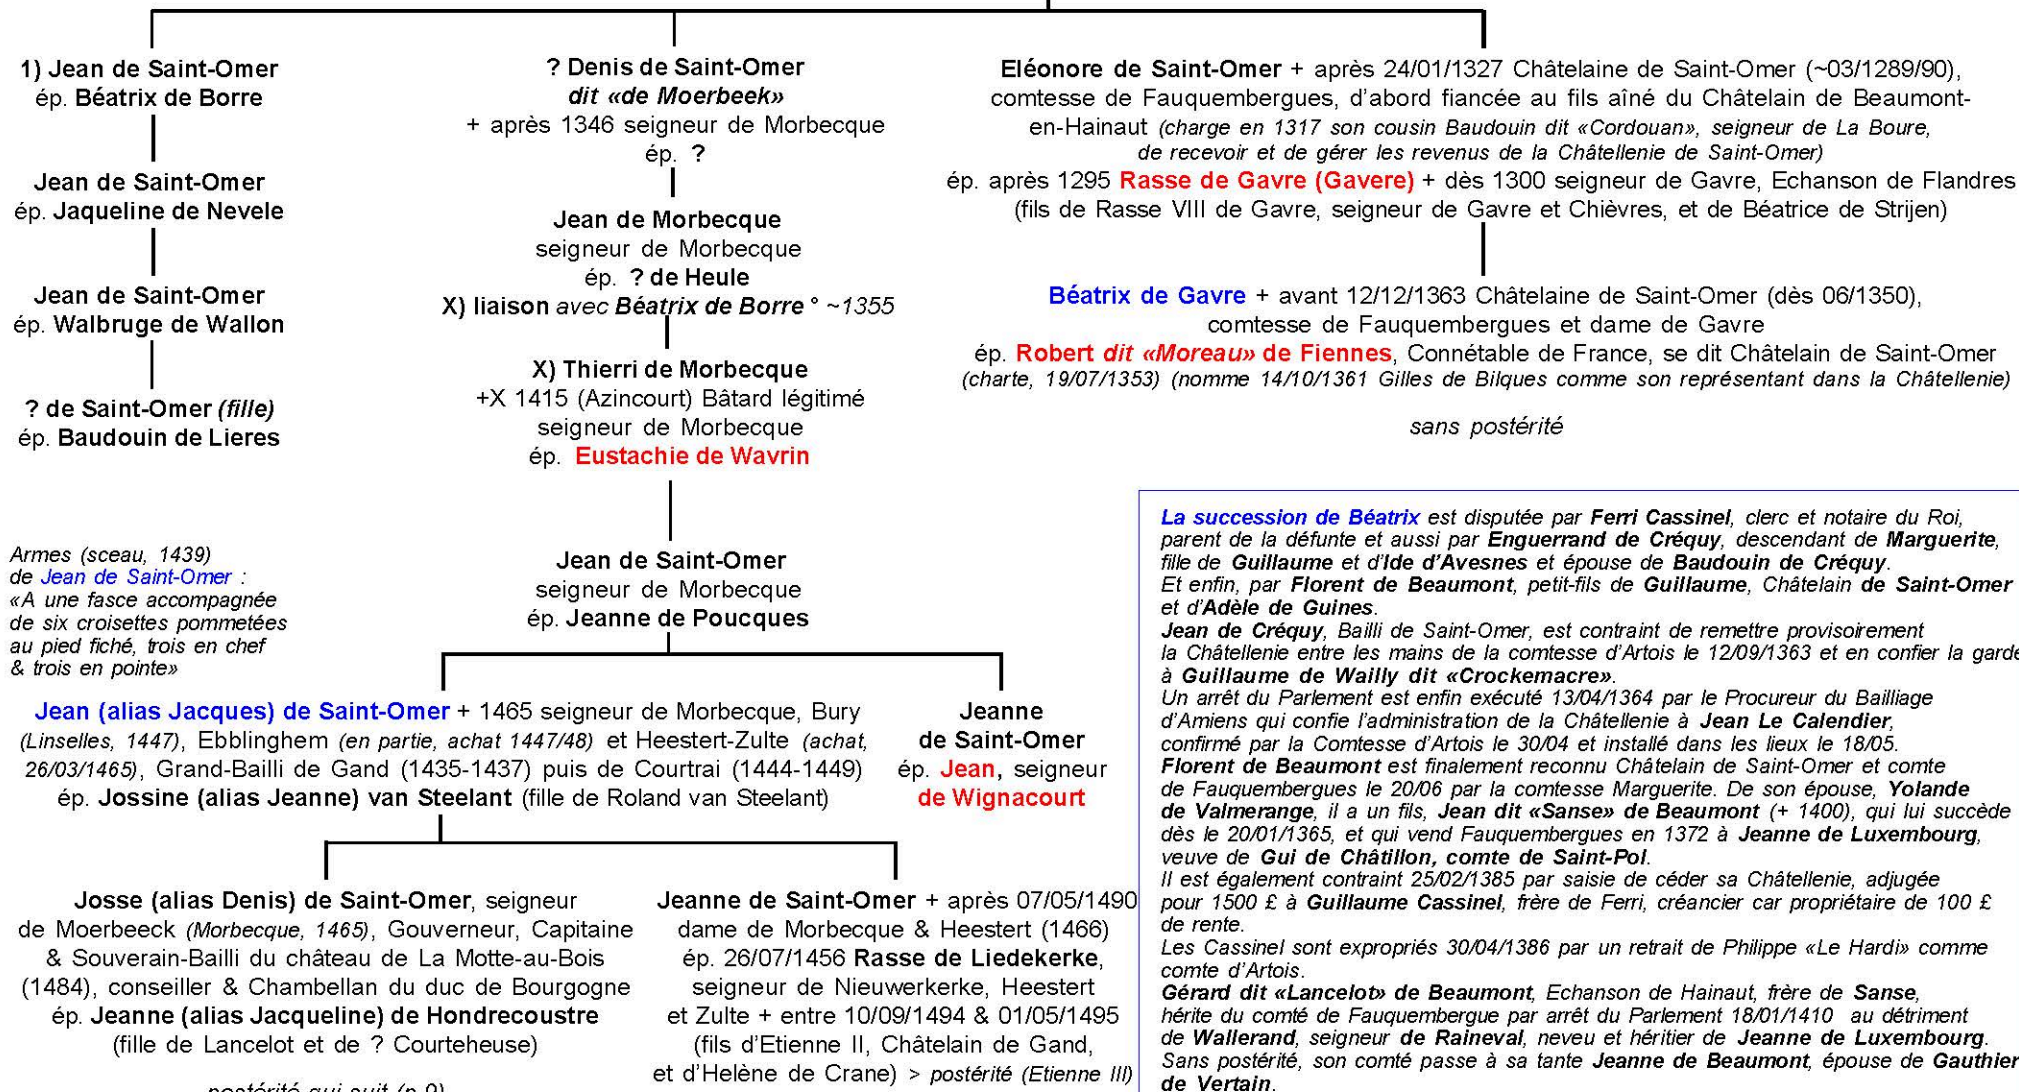 1) Jean de Saint-Omer
ép. Béatrix de Borre
Jean de Saint-Omer
ép. Jaqueline de Nevele
Jean de Saint-Omer
ép. Walbruge de Wallon
? de Saint-Omer (fille)
ép. Baudouin de Lieres
? Denis de Saint-Omer
dit «de Moerbeek»
+ après 1346 seigneur de Morbecque
ép. ?
Jean de Morbecque
seigneur de Morbecque
ép. ? de Heule
X) liaison avec Béatrix de Borre ° ~1355
X) Thierri de Morbecque
+X 1415 (Azincourt) Bâtard légitimé
seigneur de Morbecque
ép. Eustachie de Wavrin
Jean de Saint-Omer
seigneur de Morbecque
ép. Jeanne de Poucques
Eléonore de Saint-Omer + après 24/01/1327 Châtelaine de Saint-Omer (~03/1289/90),
comtesse de Fauquembergues, d'abord fiancée au fils aîné du Châtelain de Beaumont-
en-Hainaut (charge en 1317 son cousin Baudouin dit «Cordouan», seigneur de La Boure,
de recevoir et de gérer les revenus de la Châtellenie de Saint-Omer)
ép. après 1295 Rasse de Gavre (Gavere) + dès 1300 seigneur de Gavre, Echanson de Flandres
(fils de Rasse VIII de Gavre, seigneur de Gavre et Chièvres, et de Béatrice de Strijen)
Béatrix de Gavre + avant 12/12/1363 Châtelaine de Saint-Omer (dès 06/1350),
comtesse de Fauquembergues et dame de Gavre
ép. Robert dit «Moreau» de Fiennes, Connétable de France, se dit Châtelain de Saint-Omer
(charte, 19/07/1353) (nomme 14/10/1361 Gilles de Bilques comme son représentant dans la Châtellenie)
sans postérité
Armes (sceau, 1439)
de Jean de Saint-Omer :
«A une fasce accompagnée
de six croisettes pommetées
au pied fiché, trois en chef
& trois en pointe»
Jean (alias Jacques) de Saint-Omer + 1465 seigneur de Morbecque, Bury
(Linselles, 1447), Ebblinghem (en partie, achat 1447/48) et Heestert-Zulte (achat,
26/03/1465), Grand-Bailli de Gand (1435-1437) puis de Courtrai (1444-1449)
ép. Jossine (alias Jeanne) van Steelant (fille de Roland van Steelant)
Jeanne
de Saint-Omer
ép. Jean, seigneur
de Wignacourt
Josse (alias Denis) de Saint-Omer, seigneur
de Moerbeeck (Morbecque, 1465), Gouverneur, Capitaine
& Souverain-Bailli du château de La Motte-au-Bois
(1484), conseiller & Chambellan du duc de Bourgogne
ép. Jeanne (alias Jacqueline) de Hondrecoustre
(fille de Lancelot et de ? Courteheuse)
postérité qui suit (p.9)
Jeanne de Saint-Omer + après 07/05/1490
dame de Morbecque & Heestert (1466)
ép. 26/07/1456 Rasse de Liedekerke,
seigneur de Nieuwerkerke, Heestert
et Zulte + entre 10/09/1494 & 01/05/1495
(fils d'Etienne II, Châtelain de Gand,
et d'Helène de Crane) > postérité (Etienne III)
La succession de Béatrix est disputée par Ferri Cassinel, clerc et notaire du Roi,
parent de la défunte et aussi par Enguerrand de Créquy, descendant de Marguerite,
fille de Guillaume et d'Ide d'Avesnes et épouse de Baudouin de Créquy.
Et enfin, par Florent de Beaumont, petit-fils de Guillaume, Châtelain de Saint-Omer
et d'Adèle de Guines.
Jean de Créquy, Bailli de Saint-Omer, est contraint de remettre provisoirement
la Châtellenie entre les mains de la comtesse d'Artois le 12/09/1363 et en confier la garde
à Guillaume de Wailly dit «Crockemacre».
Un arrêt du Parlement est enfin exécuté 13/04/1364 par le Procureur du Bailliage
d'Amiens qui confie l'administration de la Châtellenie à Jean Le Calendier,
confirmé par la Comtesse d'Artois le 30/04 et installé dans les lieux le 18/05.
Florent de Beaumont est finalement reconnu Châtelain de Saint-Omer et comte
de Fauquembergues le 20/06 par la comtesse Marguerite. De son épouse, Yolande
de Valmerange, il a un fils, Jean dit «Sanse» de Beaumont (+ 1400), qui lui succède
dès le 20/01/1365, et qui vend Fauquembergues en 1372 à Jeanne de Luxembourg,
veuve de Gui de Châtillon, comte de Saint-Pol.
Il est également contraint 25/02/1385 par saisie de céder sa Châtellenie, adjugée
pour 1500 £ à Guillaume Cassinel, frère de Ferri, créancier car propriétaire de 100 £
de rente.
Les Cassinel sont expropriés 30/04/1386 par un retrait de Philippe «Le Hardi» comme
comte d'Artois.
Gérard dit «Lancelot» de Beaumont, Echanson de Hainaut, frère de Sanse,
hérite du comté de Fauquembergue par arrêt du Parlement 18/01/1410 au détriment
de Wallerand, seigneur de Raineval, neveu et héritier de Jeanne de Luxembourg.
Sans postérité, son comté passe à sa tante Jeanne de Beaumont, épouse de Gauthier
de Vertain.